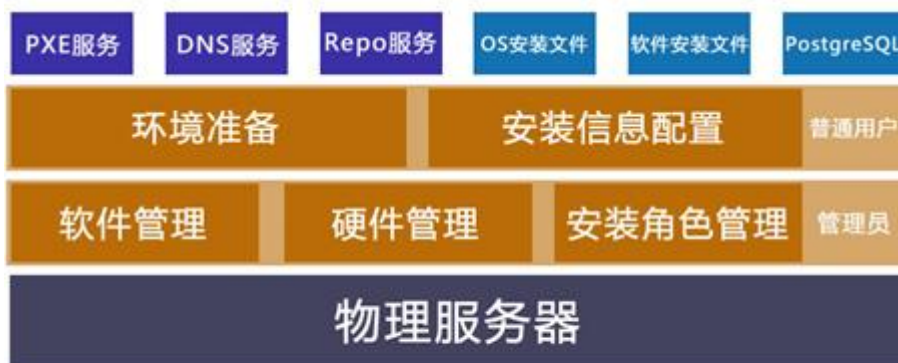 PXE服务 DNS服务 Repo服务 OS安装文件 软件安装文件 PostgreSQL
环境准备 安装信息配置 普通用户
软件管理 硬件管理 安装角色管理 管理员
物理服务器